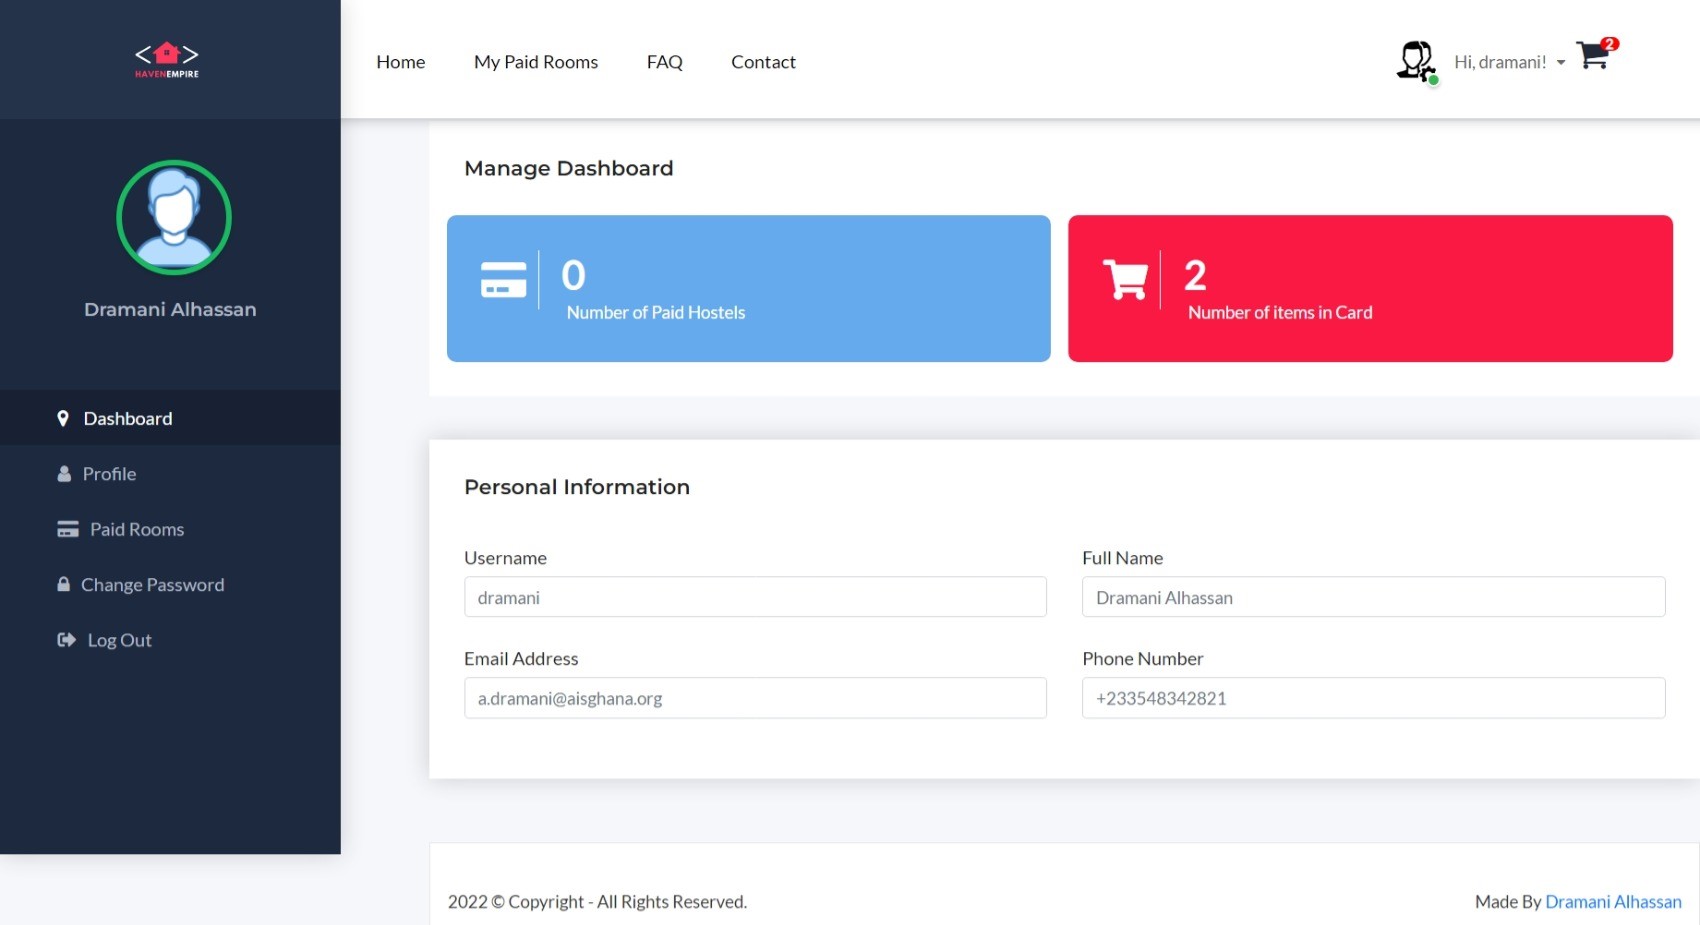 HAVENEMPIRE
Home My Paid Rooms FAQ Contact
Hi, dramani! 2
Dramani Alhassan
Dashboard
Profile
Paid Rooms
Change Password
Log Out
Manage Dashboard
0
Number of Paid Hostels
2
Number of items in Card
Personal Information
Username
dramani
Full Name
Dramani Alhassan
Email Address
a.dramani@aisghana.org
Phone Number
+233548342821
2022 © Copyright - All Rights Reserved.
Made By Dramani Alhassan